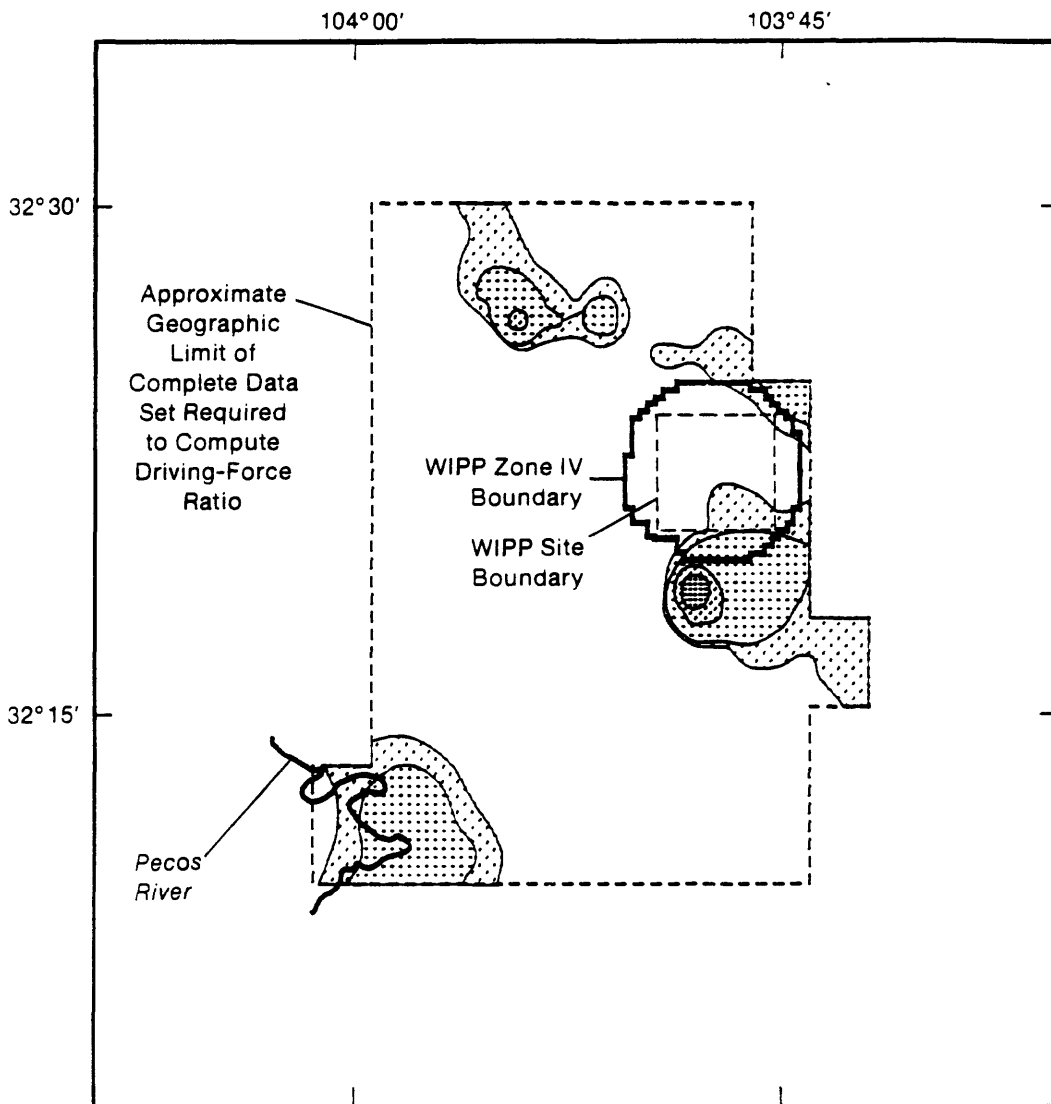 104°00′
103°45′
32°30′
Approximate
Geographic
Limit of
Complete Data
Set Required
to Compute
Driving-Force
Ratio
WIPP Zone IV
Boundary
WIPP Site
Boundary
32°15′
Pecos
River